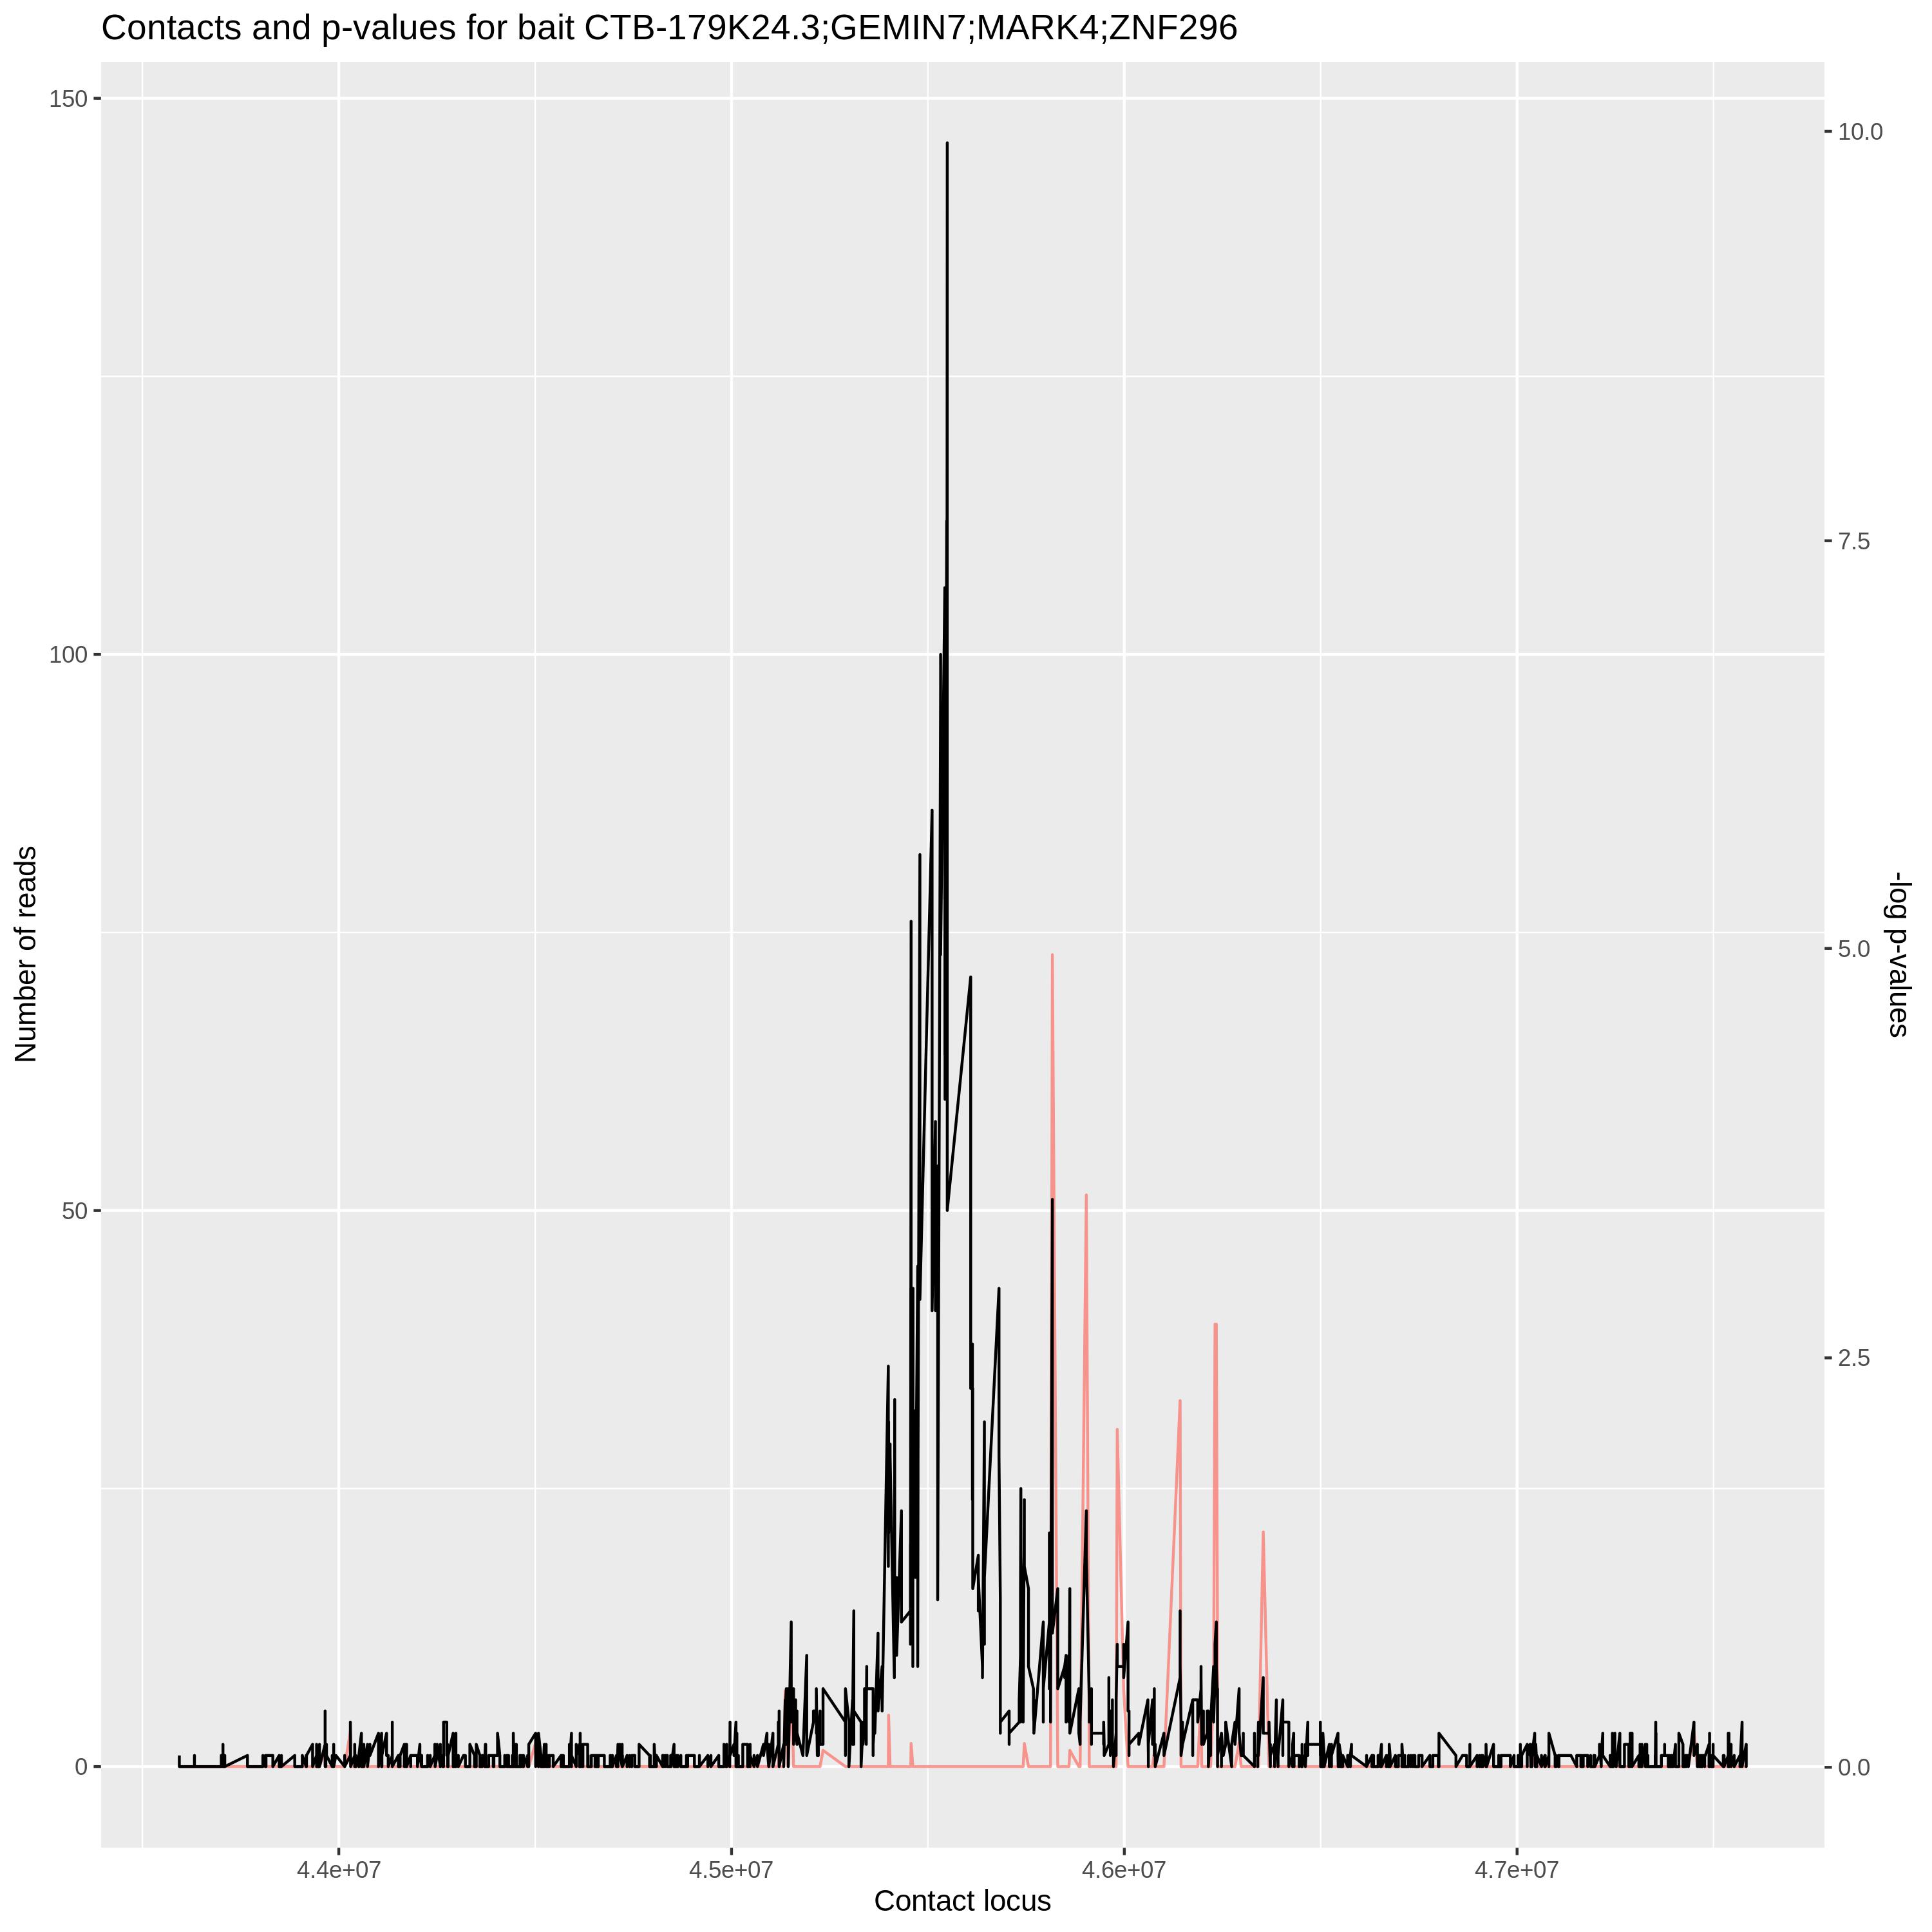 Contacts and p-values for bait CTB-179K24.3;GEMIN7;MARK4;ZNF296
150
100
50
0
Number of reads
10.0
7.5
5.0
2.5
0.0
-log p-values
4.4e+07 4.5e+07 4.6e+07 4.7e+07
Contact locus